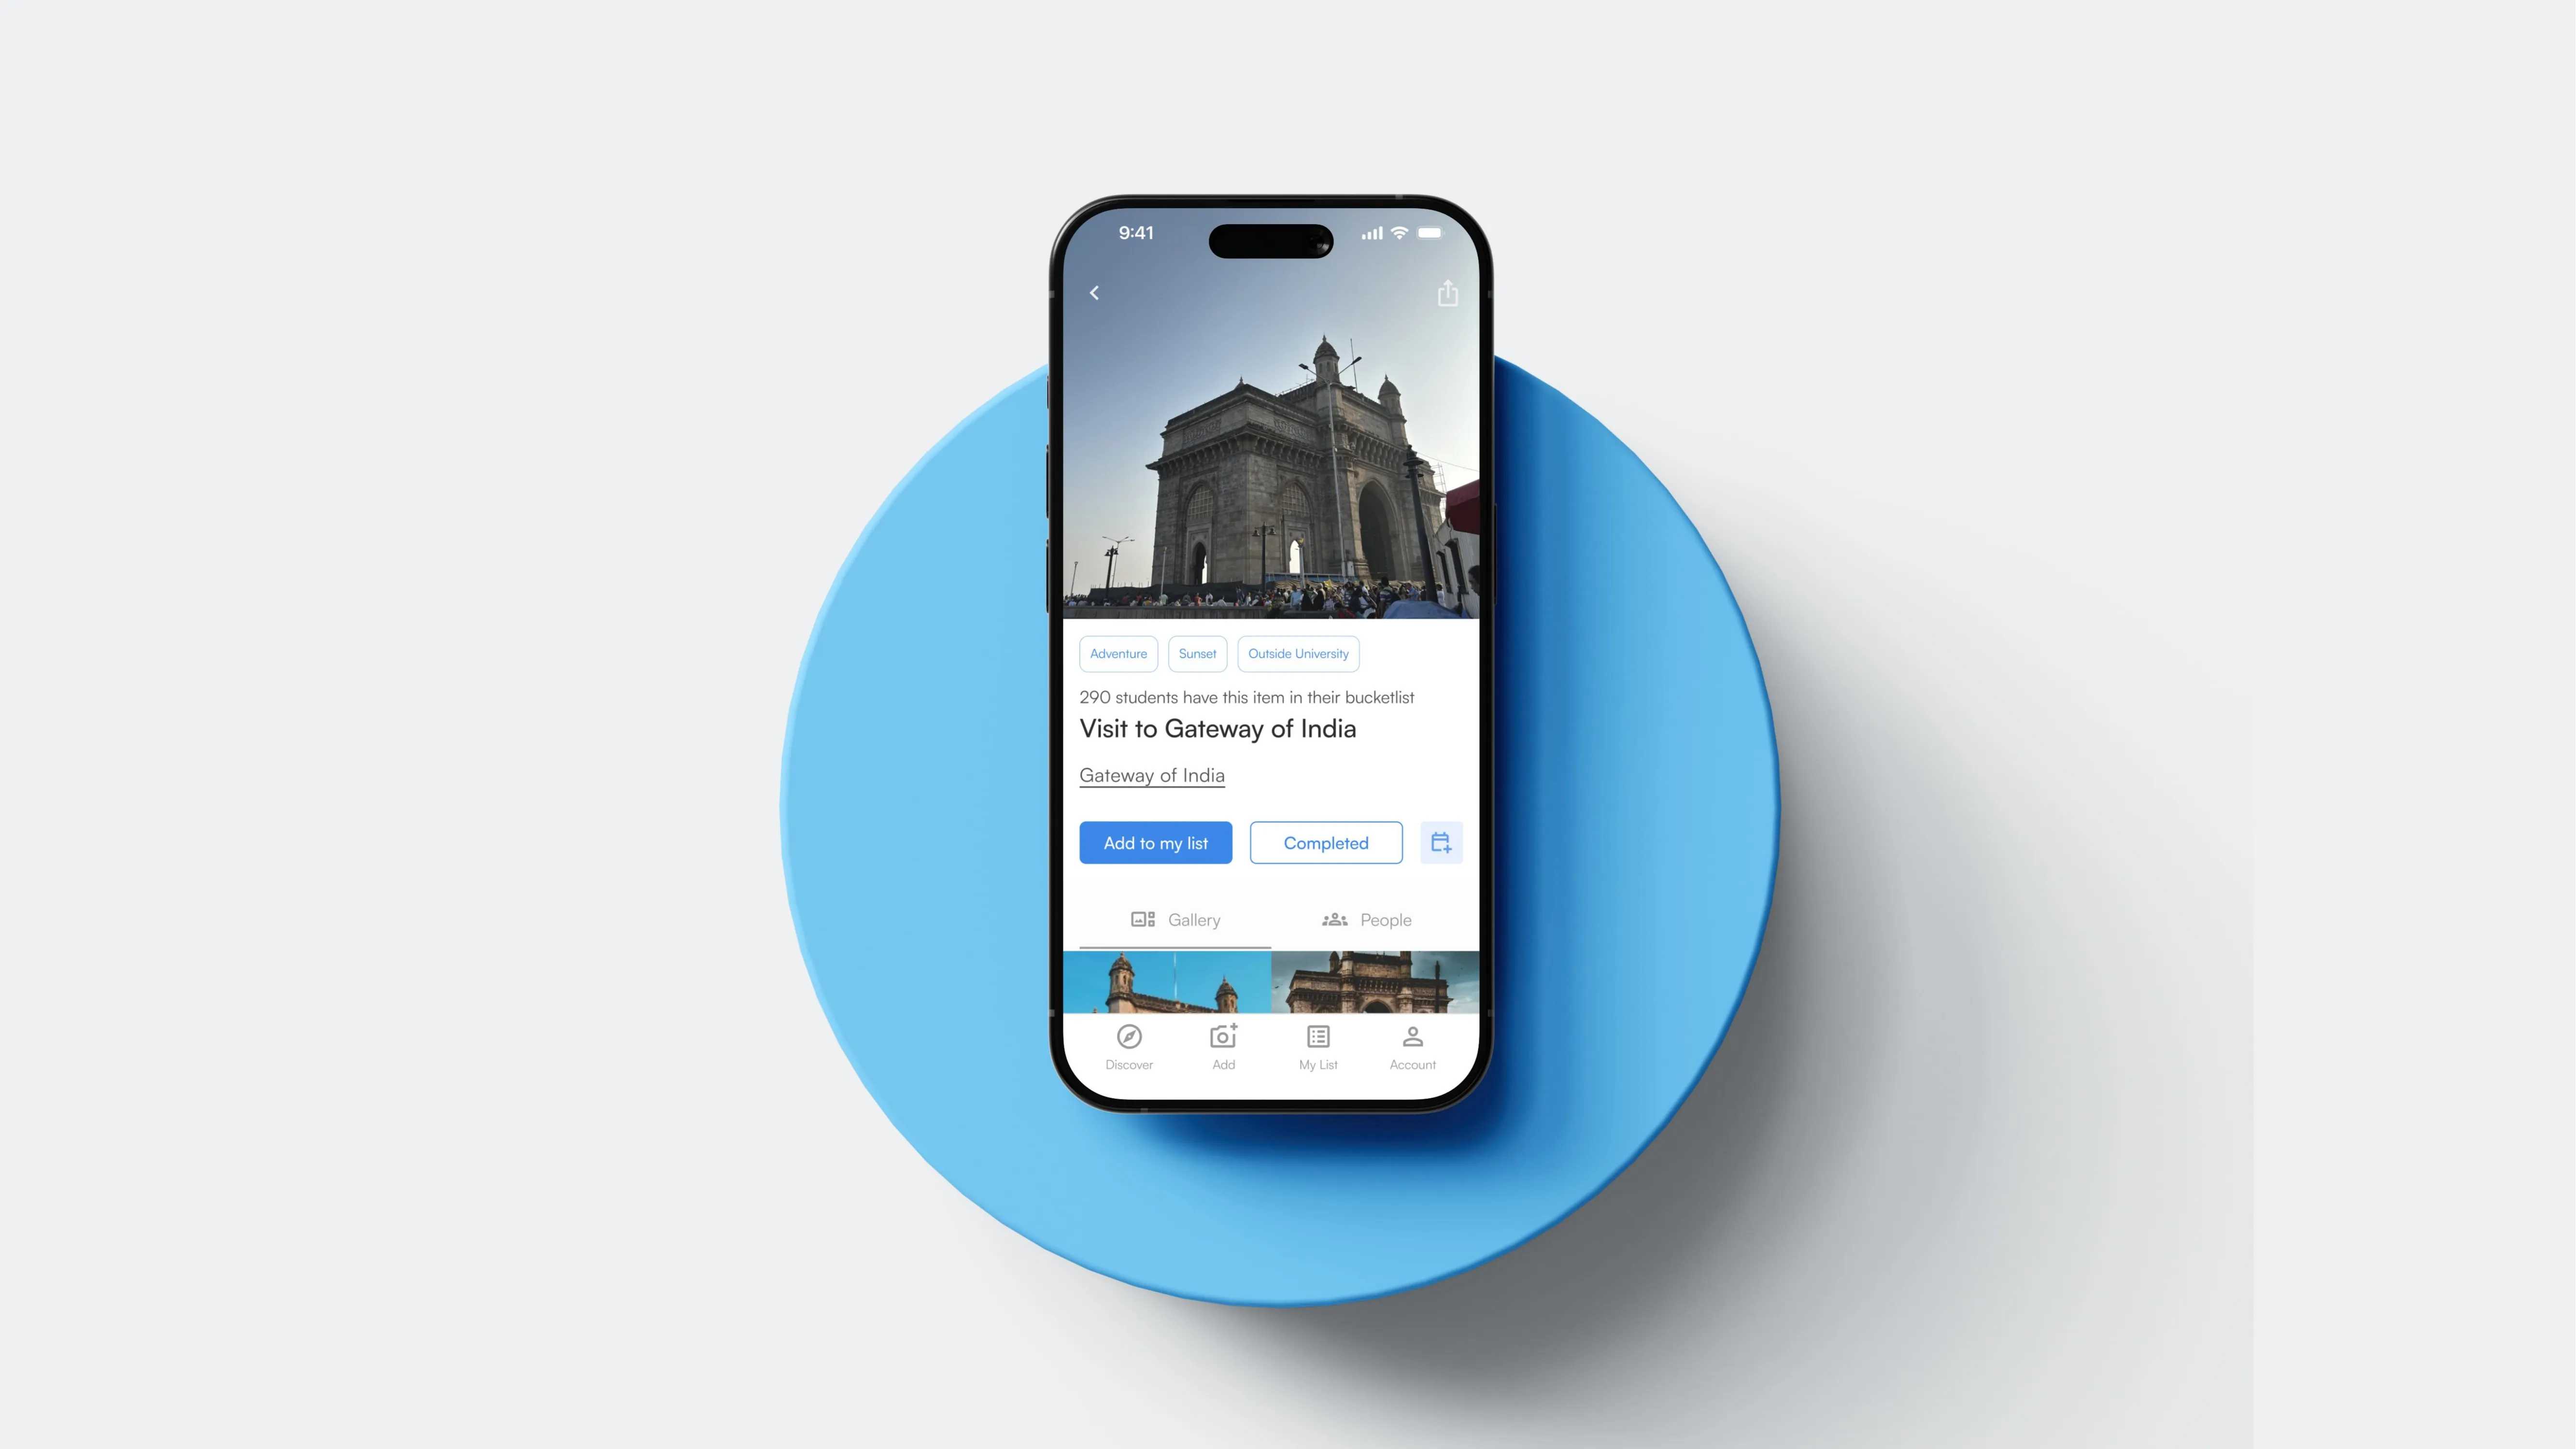 9:41
Adventure Sunset Outside University
290 students have this item in their bucketlist
Visit to Gateway of India
Gateway of India
Add to my list Completed
Gallery People
Discover Add My List Account